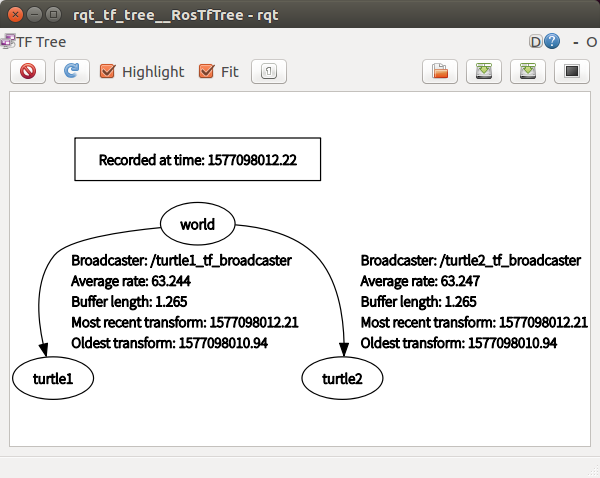 rqt_tf_tree__RosTfTree - rqt
TF Tree
D ? - O
Highlight
Fit
Recorded at time: 1577098012.22
world
Broadcaster: /turtle1_tf_broadcaster
Average rate: 63.244
Buffer length: 1.265
Most recent transform: 1577098012.21
Oldest transform: 1577098010.94
Broadcaster: /turtle2_tf_broadcaster
Average rate: 63.247
Buffer length: 1.265
Most recent transform: 1577098012.21
Oldest transform: 1577098010.94
turtle1
turtle2